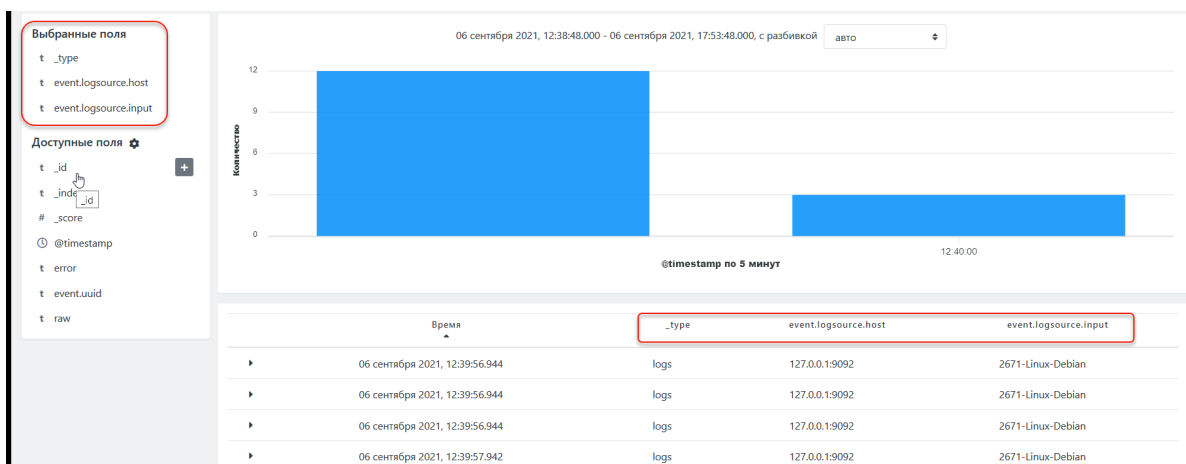 Выбранные поля
t _type
t event.logsource.host
t event.logsource.input
Доступные поля
t _id +
t _inde
_id
# _score
@timestamp
t error
t event.uuid
t raw
06 сентября 2021, 12:38:48.000 - 06 сентября 2021, 17:53:48.000, с разбивкой авто
Количество
12
9
6
3
0
12:40:00
@timestamp по 5 минут
Время _type event.logsource.host event.logsource.input
06 сентября 2021, 12:39:56.944 logs 127.0.0.1:9092 2671-Linux-Debian
06 сентября 2021, 12:39:56.944 logs 127.0.0.1:9092 2671-Linux-Debian
06 сентября 2021, 12:39:56.944 logs 127.0.0.1:9092 2671-Linux-Debian
06 сентября 2021, 12:39:57.942 logs 127.0.0.1:9092 2671-Linux-Debian